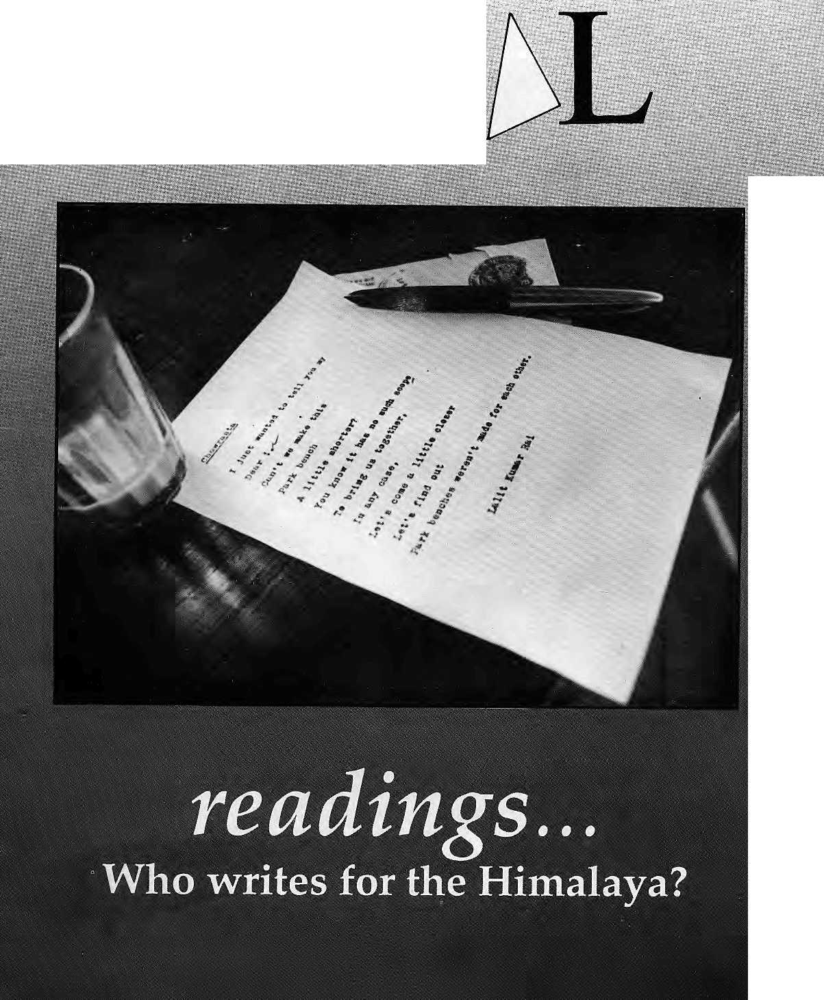 L
Chowrasta
I just wanted to tell you my
Dear I.
Can't we make this
Park bench
A little shorter?
You know it has no such scope
To bring us together,
In any case,
Let's come a little closer
Let's find out
Park benches weren't made for each other.
Lalit Kumar Rai
readings...
Who writes for the Himalaya?